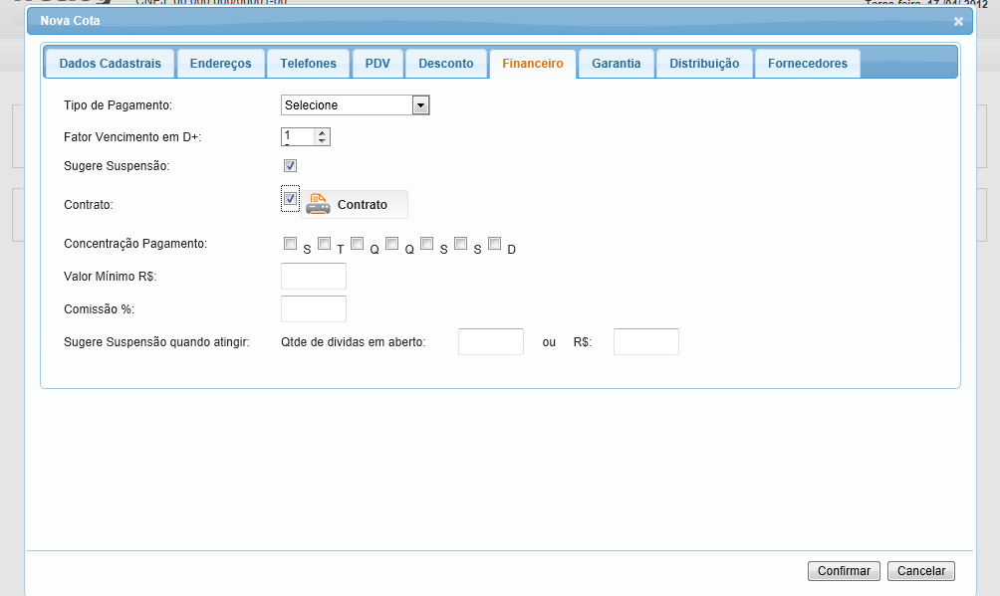 Nova Cota
Dados Cadastrais Endereços Telefones PDV Desconto Financeiro Garantia Distribuição Fornecedores
Tipo de Pagamento: Selecione
Fator Vencimento em D+: 1
Sugere Suspensão:
Contrato: Contrato
Concentração Pagamento: S T Q Q S S D
Valor Mínimo R$:
Comissão %:
Sugere Suspensão quando atingir: Qtde de dividas em aberto: ou R$:
Confirmar Cancelar